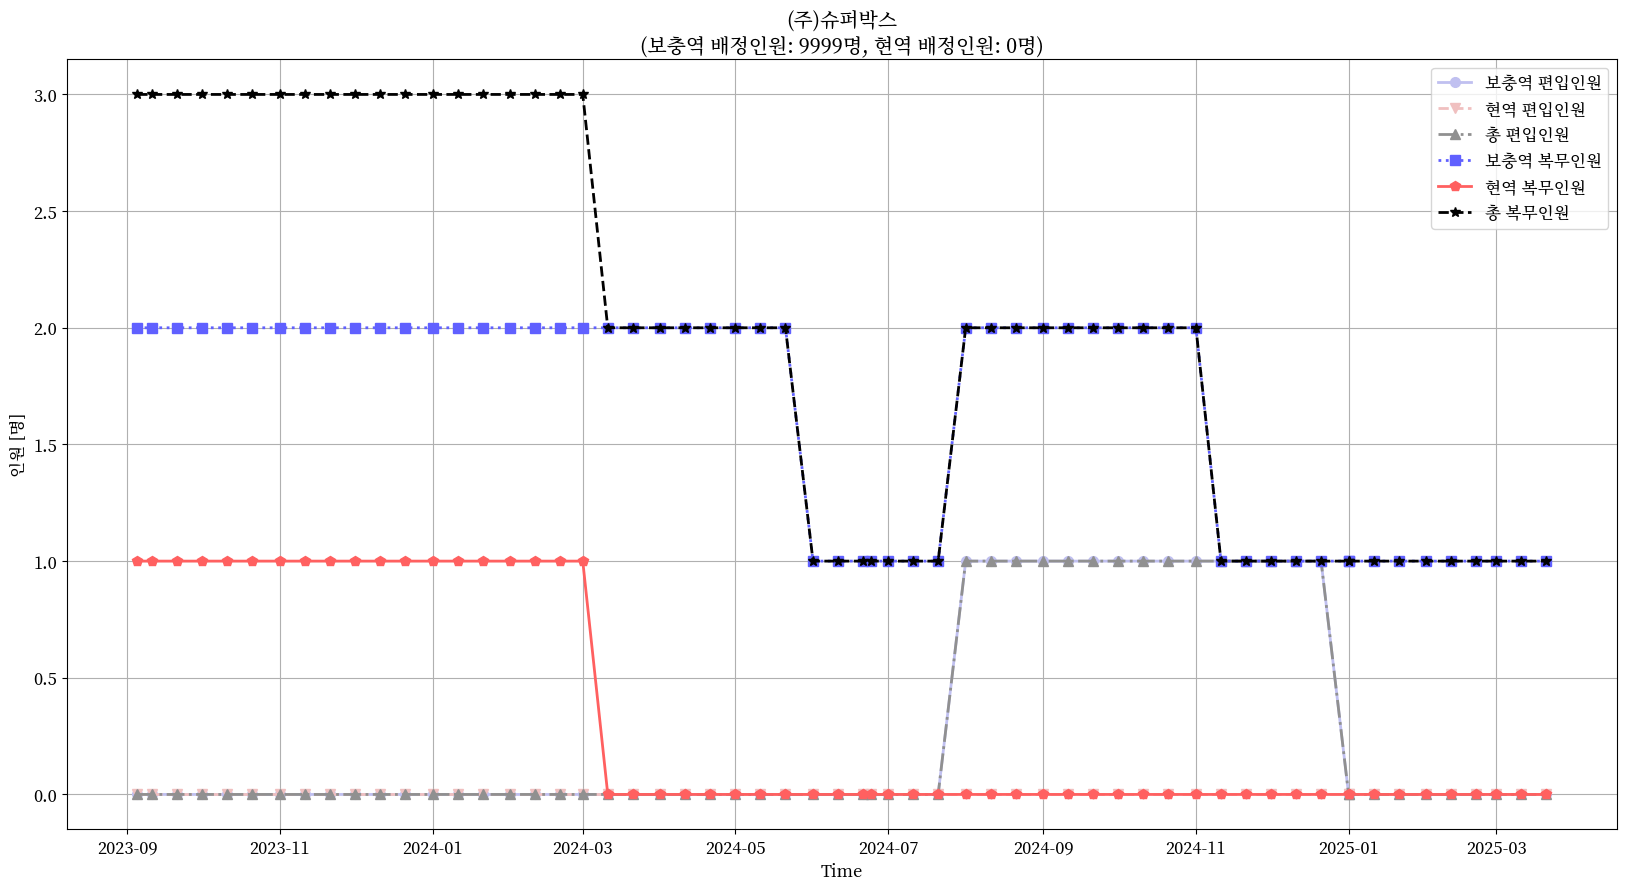 (주)슈퍼박스
(보충역 배정인원: 9999명, 현역 배정인원: 0명)
보충역 편입인원
현역 편입인원
총 편입인원
보충역 복무인원
현역 복무인원
총 복무인원
3.0
2.5
2.0
1.5
1.0
0.5
0.0
인원 [명]
2023-09
2023-11
2024-01
2024-03
2024-05
2024-07
2024-09
2024-11
2025-01
2025-03
Time